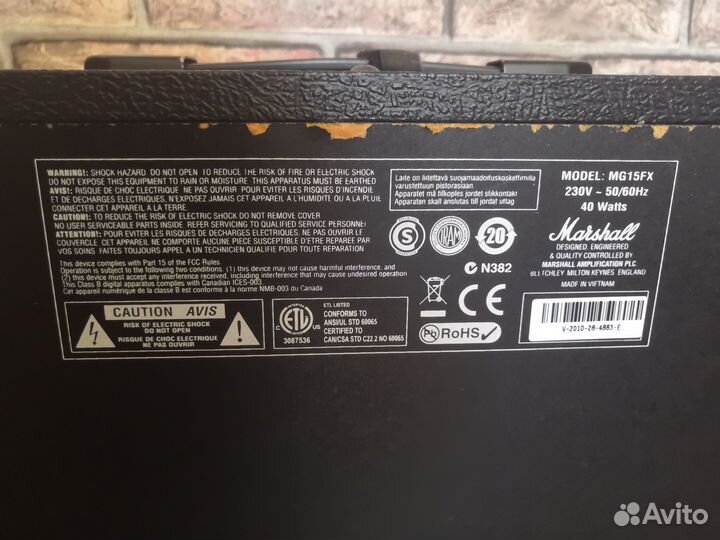 WARNING!: SHOCK HAZARD DO NOT OPEN TO REDUCE THE RISK OF FIRE OR ELECTRIC SHOCK
DO NOT EXPOSE THIS EQUIPMENT TO RAIN OR MOISTURE THIS APPARATUS MUST BE EARTHED
AVIS!: RISQUE DE CHOC ELECTRIQUE NE PAS OUVRIR POUR EVITER LES RISQUES D'INCENDIE
ET DE DECHARGES ELECTRIQUE, N'EXPOSEZ JAMAIS CET APPAREIL A L'HUMIDITE OU A LA PLUIE
CONNECTER CET APPAREIL A LA TERRE
CAUTION!: TO REDUCE THE RISK OF ELECTRIC SHOCK DO NOT REMOVE COVER
NO USER SERVICEABLE PARTS INSIDE. REFER SERVICING TO QUALIFIED SERVICE PERSONNEL
ATTENTION!: POUR EVITER LES RISQUES DE DECHARGES ELECTRIQUES, NE PAS OUVRIR LE
COUVERCLE CET APPAREIL NE COMPORTE AUCUNE PIECE SUSCEPTIBLE D'ETRE REPAREE PAR
VOS SOINS, FAITES TOUJOURS APPEL A UN TECHNICIEN QUALIFIE POUR TOUTE REPARATION
This device complies with Part 15 of the FCC Rules
Operation is subject to the following two conditions. (1) this device may not cause harmful interference, and
(2) this device must accept any interference received, including interference that may cause undesired operation
This Class B digital apparatus complies with Canadian ICES-003
Cet appareil numérique de la classe B est conforme à la norme NMB-003 du Canada
CAUTION AVIS
RISK OF ELECTRIC SHOCK
DO NOT OPEN
RISQUE DE CHOC ELECTRIQUE
NE PAS OUVRIR
ETL
C US
3087536
ETL LISTED
CONFORMS TO
ANSI/UL STD 60065
CERTIFIED TO
CAN/CSA STD C22.2 NO 60065
Laite on liitettävä suojamaadoituskoskettimilla
varustettuun pistorasiaan.
Apparatet må tilkoples jordet stikkontakt
Apparaten skall anslutas till jordat uttag
S
TRAM
20
N382
CE
Pb RoHS
MODEL: MG15FX
230V ~ 50/60Hz
40 Watts
Marshall
DESIGNED, ENGINEERED
& QUALITY CONTROLLED BY
MARSHALL AMPLIFICATION PLC.
BLETCHLEY MILTON KEYNES ENGLAND
MADE IN VIETNAM
V-2010-28-4883-E
Avito